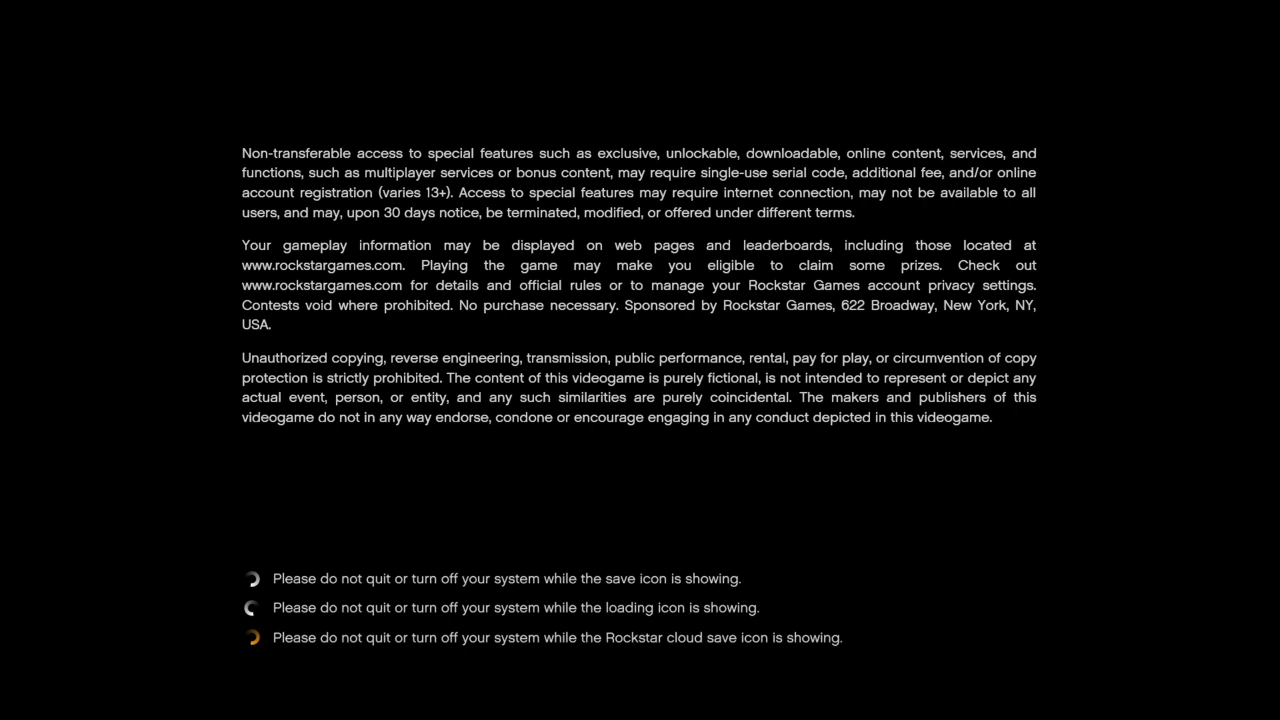 Non-transferable access to special features such as exclusive, unlockable, downloadable, online content, services, and
functions, such as multiplayer services or bonus content, may require single-use serial code, additional fee, and/or online
account registration (varies 13+). Access to special features may require internet connection, may not be available to all
users, and may, upon 30 days notice, be terminated, modified, or offered under different terms.
Your gameplay information may be displayed on web pages and leaderboards, including those located at
www.rockstargames.com. Playing the game may make you eligible to claim some prizes. Check out
www.rockstargames.com for details and official rules or to manage your Rockstar Games account privacy settings.
Contests void where prohibited. No purchase necessary. Sponsored by Rockstar Games, 622 Broadway, New York, NY,
USA.
Unauthorized copying, reverse engineering, transmission, public performance, rental, pay for play, or circumvention of copy
protection is strictly prohibited. The content of this videogame is purely fictional, is not intended to represent or depict any
actual event, person, or entity, and any such similarities are purely coincidental. The makers and publishers of this
videogame do not in any way endorse, condone or encourage engaging in any conduct depicted in this videogame.
Please do not quit or turn off your system while the save icon is showing.
Please do not quit or turn off your system while the loading icon is showing.
Please do not quit or turn off your system while the Rockstar cloud save icon is showing.